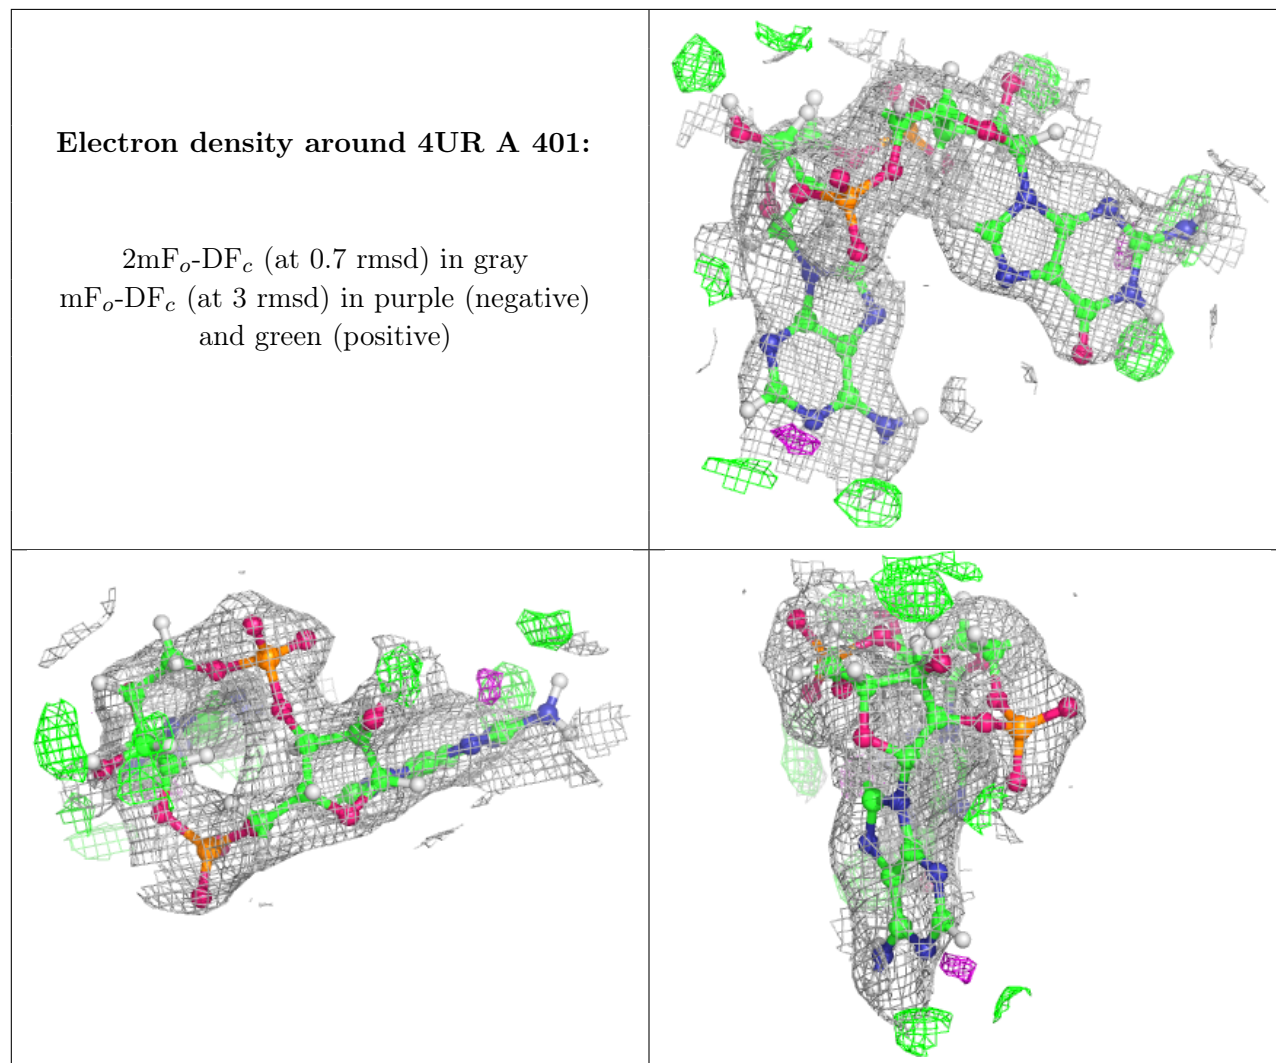 Electron density around 4UR A 401:
2mFo-DFc (at 0.7 rmsd) in gray
mFo-DFc (at 3 rmsd) in purple (negative)
and green (positive)